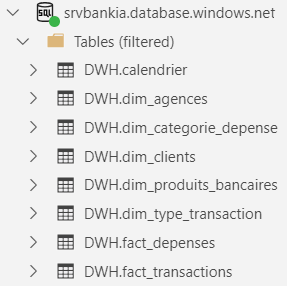 SQL
srvbankia.database.windows.net
Tables (filtered)
DWH.calendrier
DWH.dim_agences
DWH.dim_categorie_depense
DWH.dim_clients
DWH.dim_produits_bancaires
DWH.dim_type_transaction
DWH.fact_depenses
DWH.fact_transactions